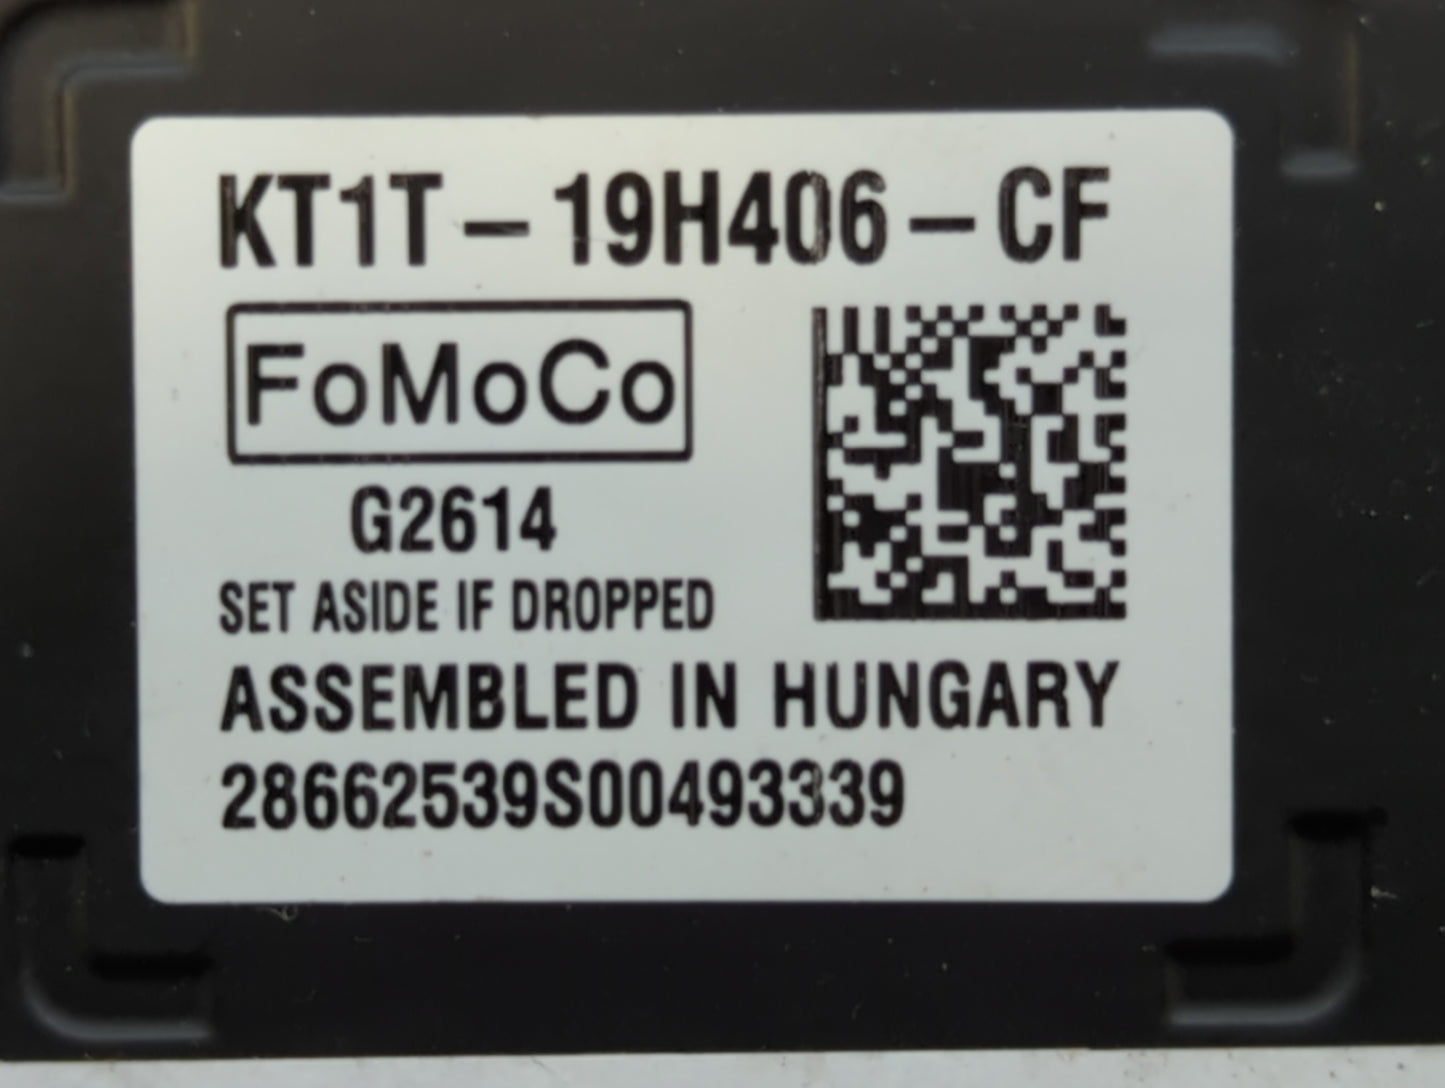 KT1T-19H406-CF
FoMoCo
G2614
SET ASIDE IF DROPPED
ASSEMBLED IN HUNGARY
28662539S00493339